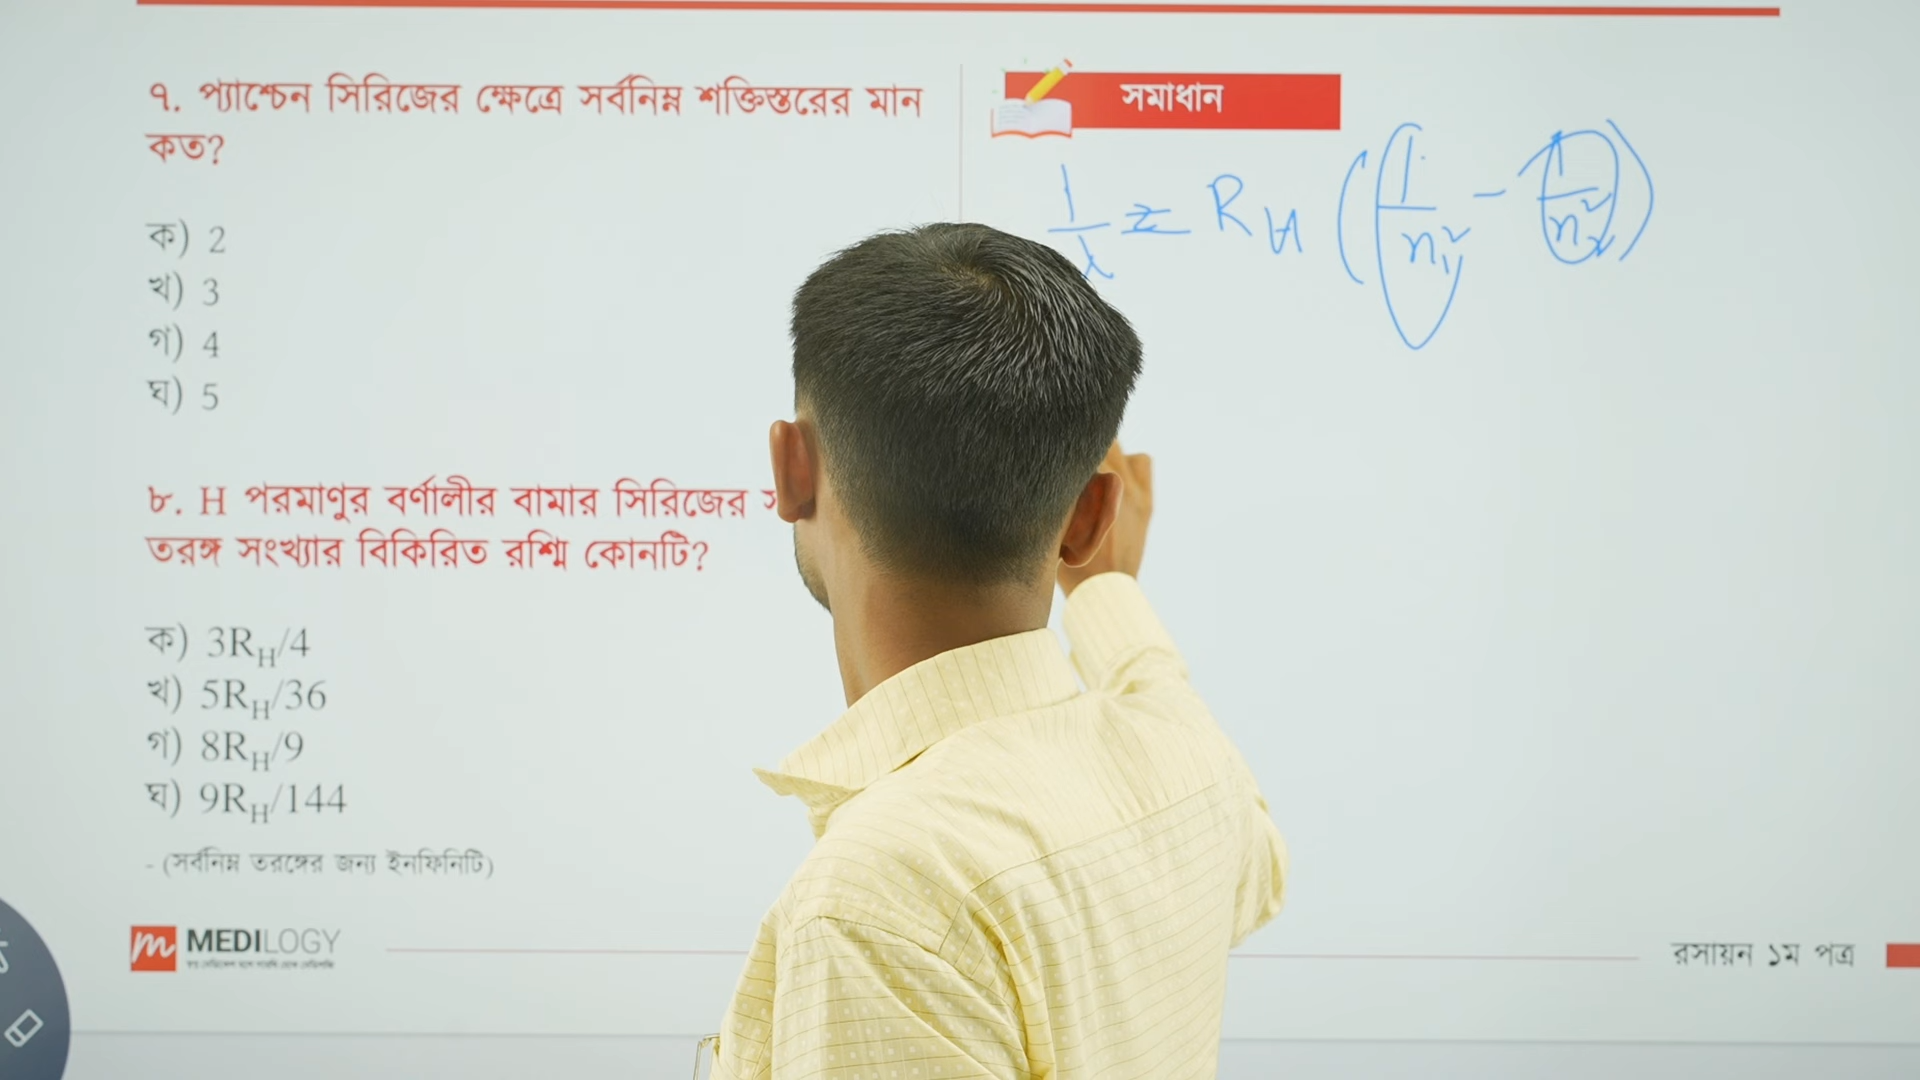 ৭. প্যাশ্চেন সিরিজের ক্ষেত্রে সর্বনিম্ন শক্তিস্তরের মান
কত?
ক) 2
খ) 3
গ) 4
ঘ) 5
৮. H পরমাণুর বর্ণালীর বামার সিরিজের
তরঙ্গ সংখ্যার বিকিরিত রশ্মি কোনটি?
ক) 3R_H/4
খ) 5R_H/36
গ) 8R_H/9
ঘ) 9R_H/144
- (সর্বনিম্ন তরঙ্গের জন্য ইনফিনিটি)
MEDILOGY
সমাধান
1/λ = R_H (1/n₁² - 1/n₂²)
রসায়ন ১ম পত্র